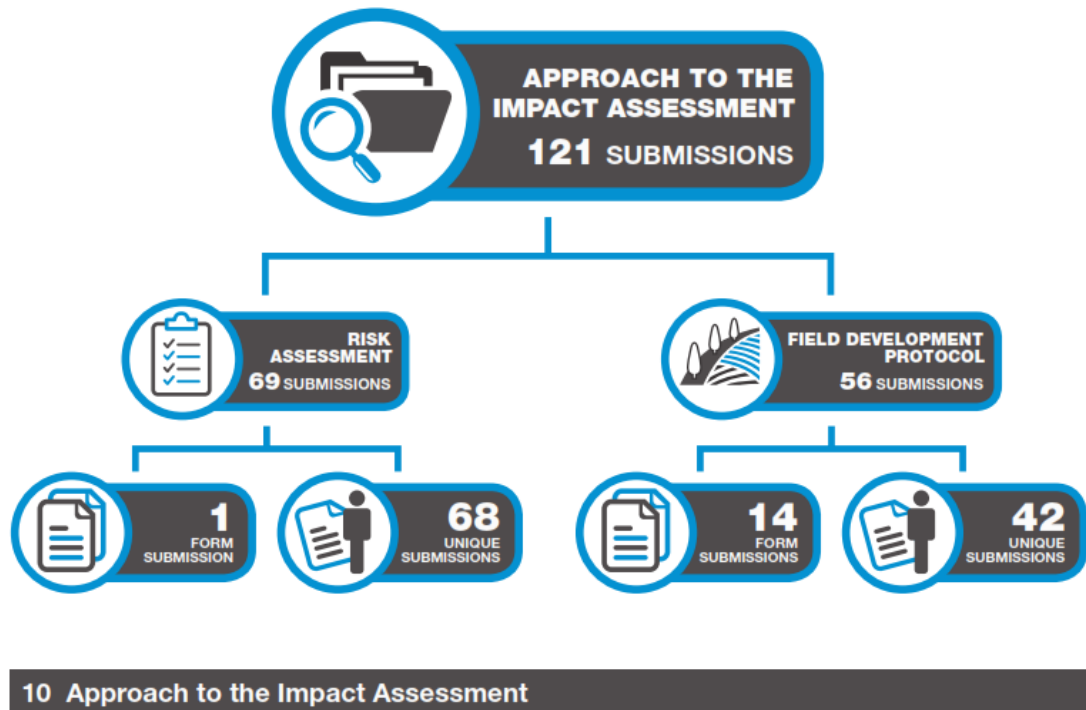 APPROACH TO THE
IMPACT ASSESSMENT
121 SUBMISSIONS
RISK
ASSESSMENT
69 SUBMISSIONS
FIELD DEVELOPMENT
PROTOCOL
56 SUBMISSIONS
1
FORM
SUBMISSION
68
UNIQUE
SUBMISSIONS
14
FORM
SUBMISSIONS
42
UNIQUE
SUBMISSIONS
10 Approach to the Impact Assessment